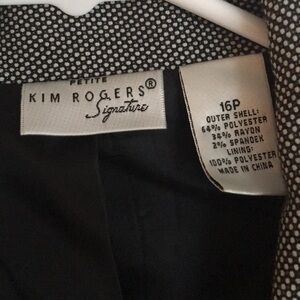 PETITE
KIM ROGERS®
Signature
16P
OUTER SHELL:
64% POLYESTER
34% RAYON
2% SPANDEX
LINING:
100% POLYESTER
MADE IN CHINA